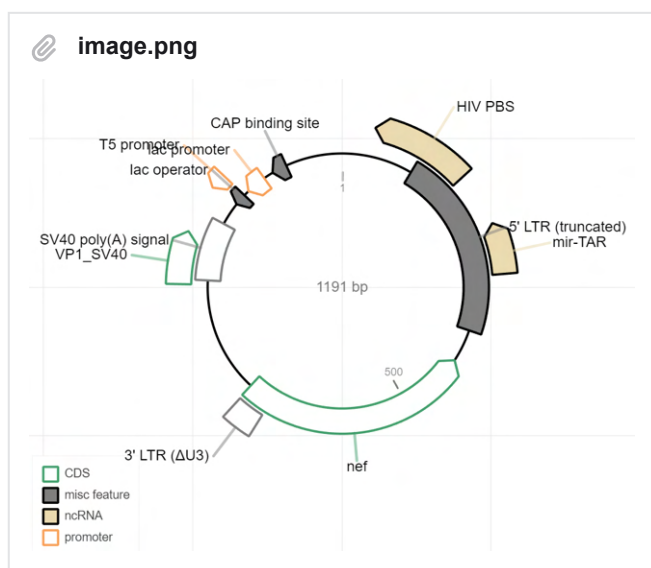 image.png
HIV PBS
CAP binding site
T5 promoter
lac promoter
lac operator
1
5' LTR (truncated)
mir-TAR
SV40 poly(A) signal
VP1_SV40
1191 bp
500
3' LTR (ΔU3)
nef
CDS
misc feature
ncRNA
promoter